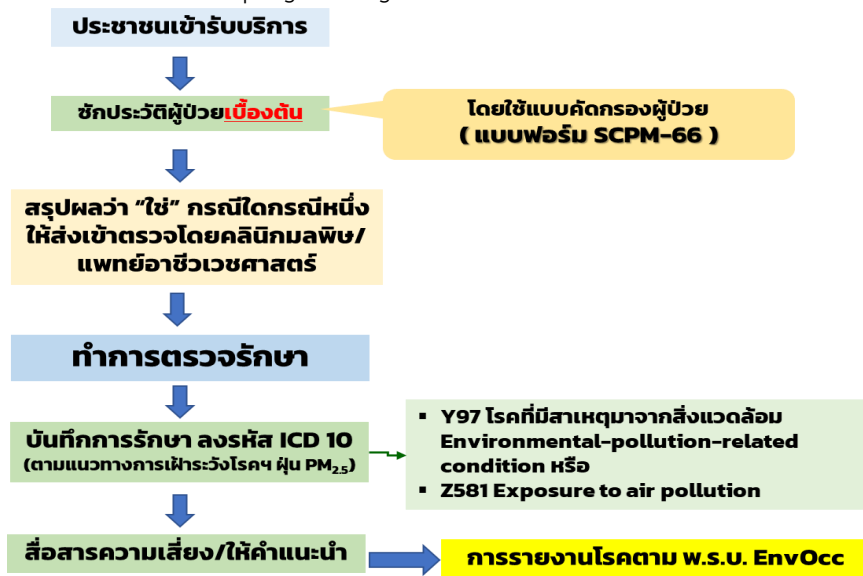 ประชาชนเข้ารับบริการ
ซักประวัติผู้ป่วยเบื้องต้น
โดยใช้แบบคัดกรองผู้ป่วย
( แบบฟอร์ม SCPM-66 )
สรุปผลว่า “ใช่” กรณีใดกรณีหนึ่ง
ให้ส่งเข้าตรวจโดยคลินิกมลพิษ/
แพทย์อาชีวเวชศาสตร์
ทำการตรวจรักษา
บันทึกการรักษา ลงรหัส ICD 10
(ตามแนวทางการเฝ้าระวังโรคฯ ฝุ่น PM2.5)
▪ Y97 โรคที่มีสาเหตุมาจากสิ่งแวดล้อม
Environmental-pollution-related
condition หรือ
▪ Z581 Exposure to air pollution
สื่อสารความเสี่ยง/ให้คำแนะนำ
การรายงานโรคตาม พ.ร.บ. EnvOcc